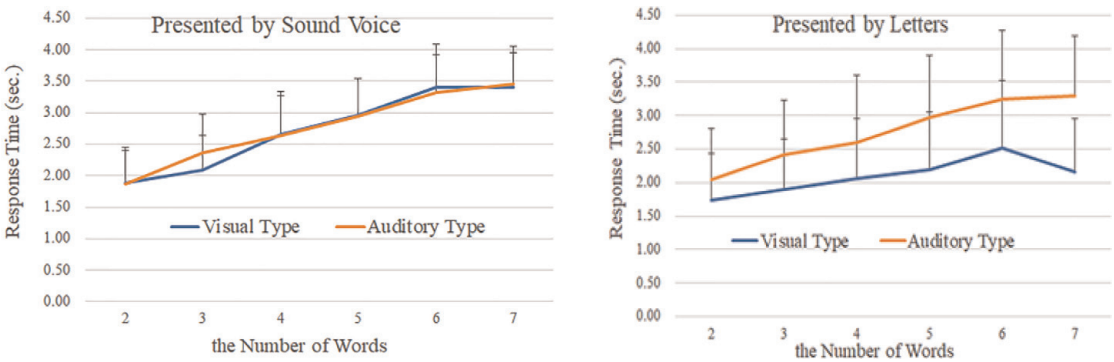 Presented by Sound Voice
4.50
4.00
3.50
3.00
2.50
2.00
1.50
1.00
0.50
0.00
Response Time (sec.)
Visual Type Auditory Type
2 3 4 5 6 7
the Number of Words
Presented by Letters
4.50
4.00
3.50
3.00
2.50
2.00
1.50
1.00
0.50
0.00
Response Time (sec.)
Visual Type Auditory Type
2 3 4 5 6 7
the Number of Words